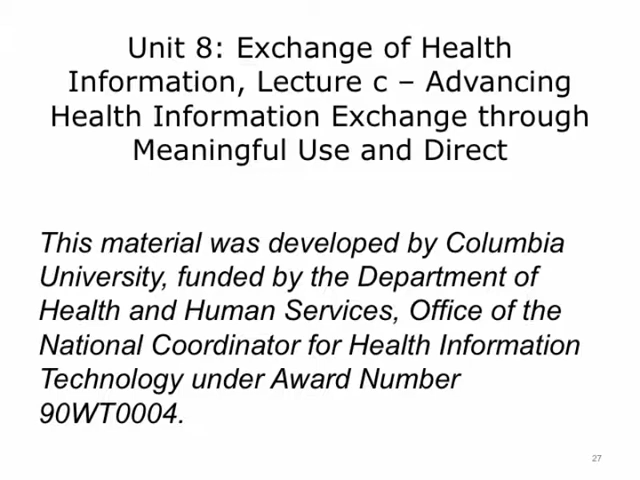 Unit 8: Exchange of Health
Information, Lecture c – Advancing
Health Information Exchange through
Meaningful Use and Direct
This material was developed by Columbia
University, funded by the Department of
Health and Human Services, Office of the
National Coordinator for Health Information
Technology under Award Number
90WT0004.
27